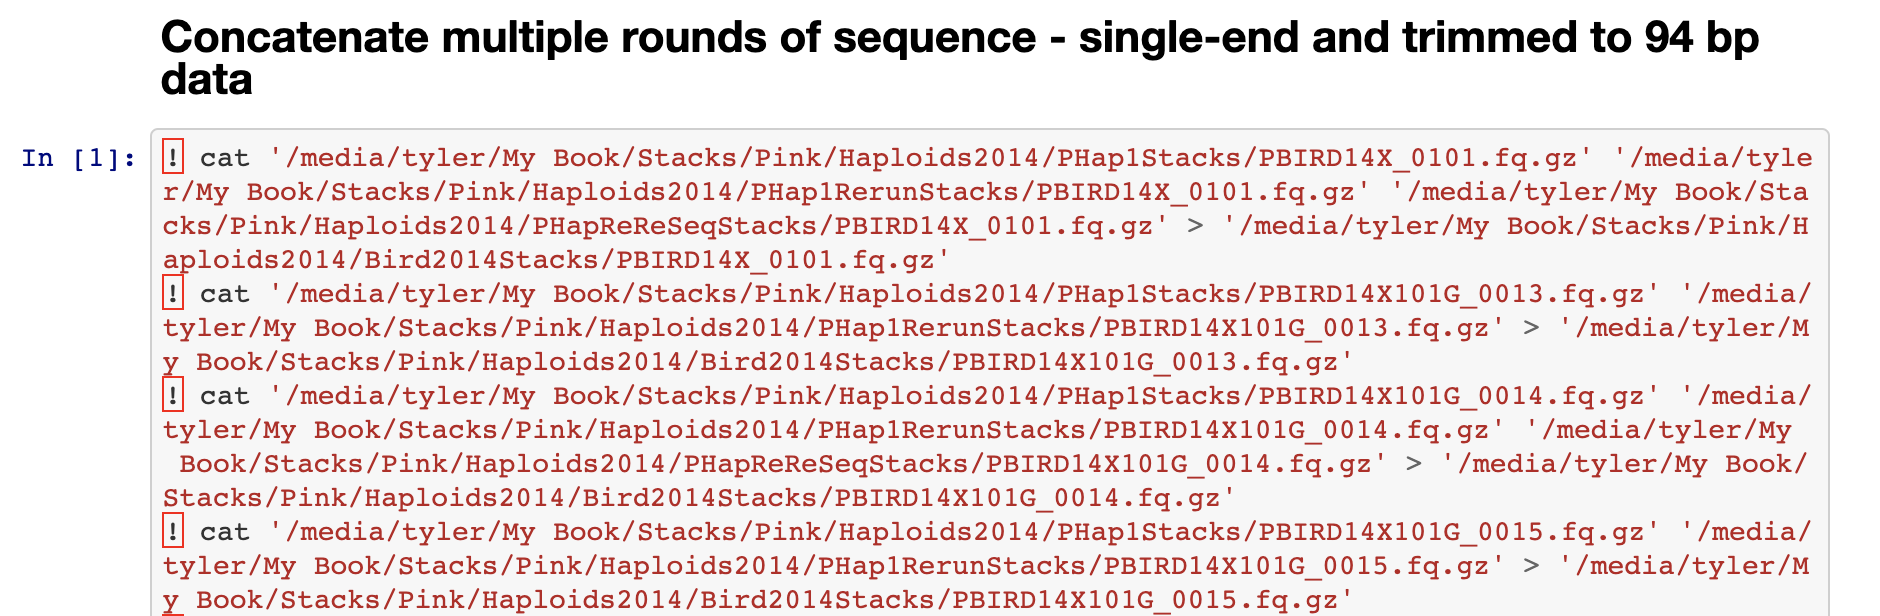 Concatenate multiple rounds of sequence - single-end and trimmed to 94 bp
data
In [1]: ! cat '/media/tyler/My Book/Stacks/Pink/Haploids2014/PHap1Stacks/PBIRD14X_0101.fq.gz' '/media/tyle
r/My Book/Stacks/Pink/Haploids2014/PHap1RerunStacks/PBIRD14X_0101.fq.gz' '/media/tyler/My Book/Sta
cks/Pink/Haploids2014/PHapReReSeqStacks/PBIRD14X_0101.fq.gz' > '/media/tyler/My Book/Stacks/Pink/H
aploids2014/Bird2014Stacks/PBIRD14X_0101.fq.gz'
! cat '/media/tyler/My Book/Stacks/Pink/Haploids2014/PHap1Stacks/PBIRD14X101G_0013.fq.gz' '/media/
tyler/My Book/Stacks/Pink/Haploids2014/PHap1RerunStacks/PBIRD14X101G_0013.fq.gz' > '/media/tyler/M
y Book/Stacks/Pink/Haploids2014/Bird2014Stacks/PBIRD14X101G_0013.fq.gz'
! cat '/media/tyler/My Book/Stacks/Pink/Haploids2014/PHap1Stacks/PBIRD14X101G_0014.fq.gz' '/media/
tyler/My Book/Stacks/Pink/Haploids2014/PHap1RerunStacks/PBIRD14X101G_0014.fq.gz' '/media/tyler/My
 Book/Stacks/Pink/Haploids2014/PHapReReSeqStacks/PBIRD14X101G_0014.fq.gz' > '/media/tyler/My Book/
Stacks/Pink/Haploids2014/Bird2014Stacks/PBIRD14X101G_0014.fq.gz'
! cat '/media/tyler/My Book/Stacks/Pink/Haploids2014/PHap1Stacks/PBIRD14X101G_0015.fq.gz' '/media/
tyler/My Book/Stacks/Pink/Haploids2014/PHap1RerunStacks/PBIRD14X101G_0015.fq.gz' > '/media/tyler/M
y Book/Stacks/Pink/Haploids2014/Bird2014Stacks/PBIRD14X101G_0015.fq.gz'